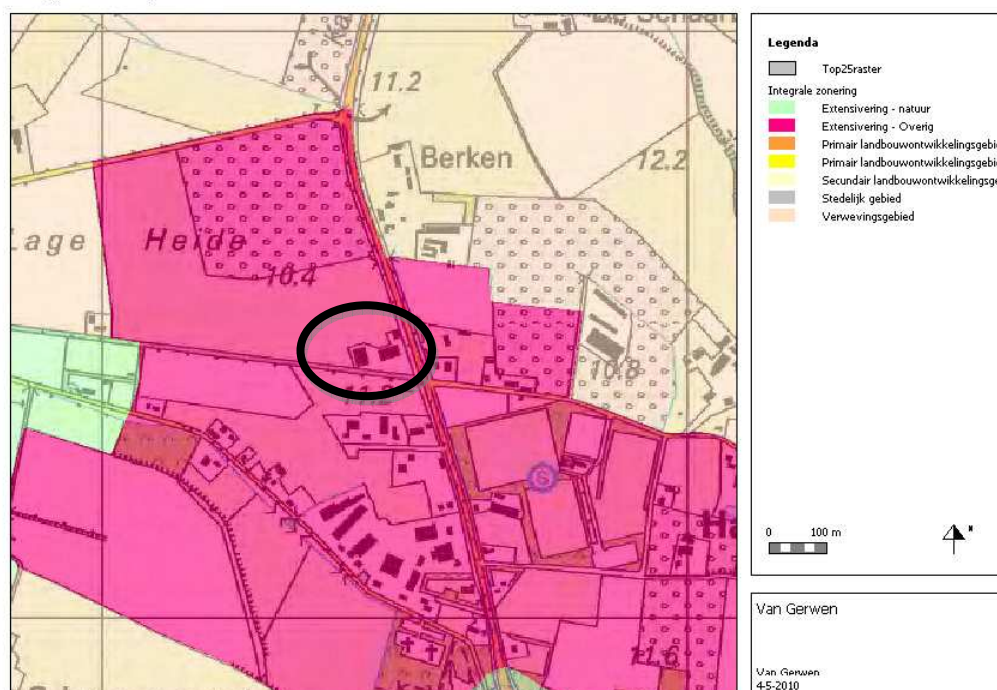 11.2
Berken
12.2
Lage Heide
10.4
10.8
11.2
S
11.6
Legenda
Top25raster
Integrale zonering
Extensivering - natuur
Extensivering - Overig
Primair landbouwontwikkelingsgebie
Primair landbouwontwikkelingsgebie
Secundair landbouwontwikkelingsge
Stedelijk gebied
Verwevingsgebied
0 100 m
Van Gerwen
Van Gerwen
4-5-2010